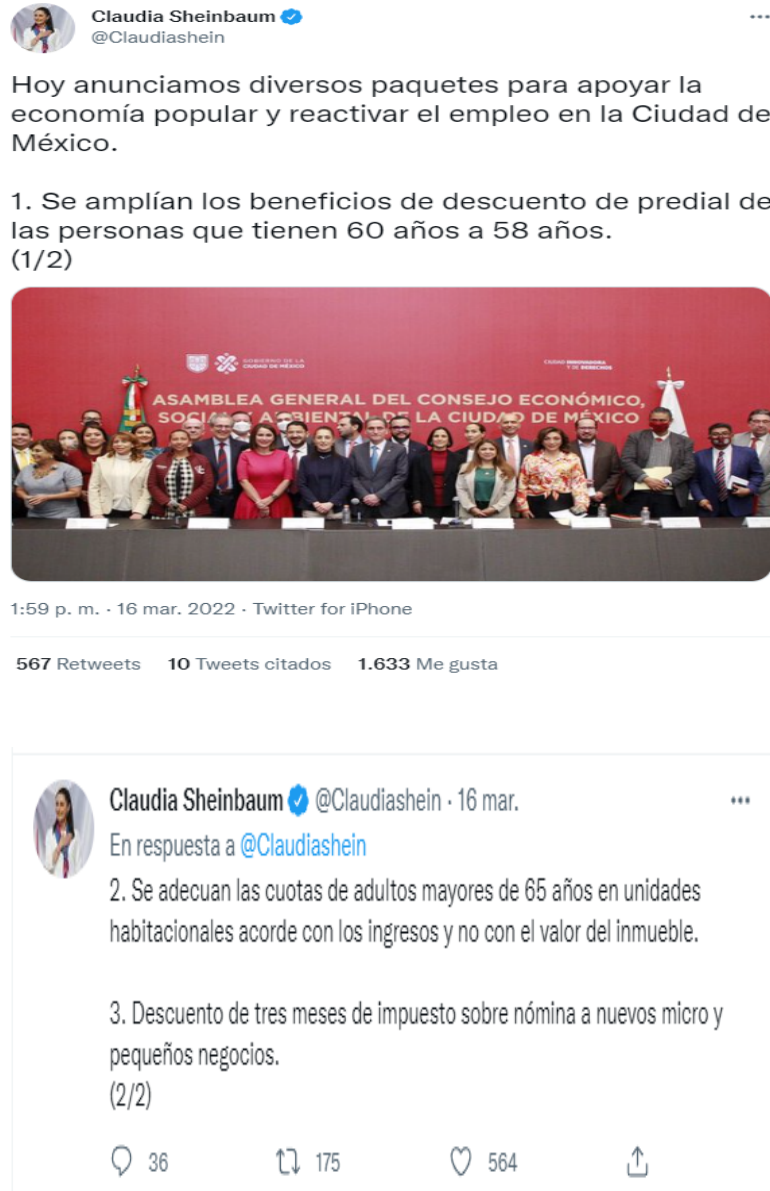 Claudia Sheinbaum
@Claudiashein
Hoy anunciamos diversos paquetes para apoyar la
economía popular y reactivar el empleo en la Ciudad de
México.
1. Se amplían los beneficios de descuento de predial de
las personas que tienen 60 años a 58 años.
(1/2)
GOBIERNO DE LA
CIUDAD DE MÉXICO
CIUDAD INNOVADORA
Y DE DERECHOS
ASAMBLEA GENERAL DEL CONSEJO ECONÓMICO,
SOCIAL Y AMBIENTAL DE LA CIUDAD DE MÉXICO
1:59 p. m. · 16 mar. 2022 · Twitter for iPhone
567 Retweets 10 Tweets citados 1.633 Me gusta
Claudia Sheinbaum @Claudiashein · 16 mar.
En respuesta a @Claudiashein
2. Se adecuan las cuotas de adultos mayores de 65 años en unidades
habitacionales acorde con los ingresos y no con el valor del inmueble.
3. Descuento de tres meses de impuesto sobre nómina a nuevos micro y
pequeños negocios.
(2/2)
36 175 564